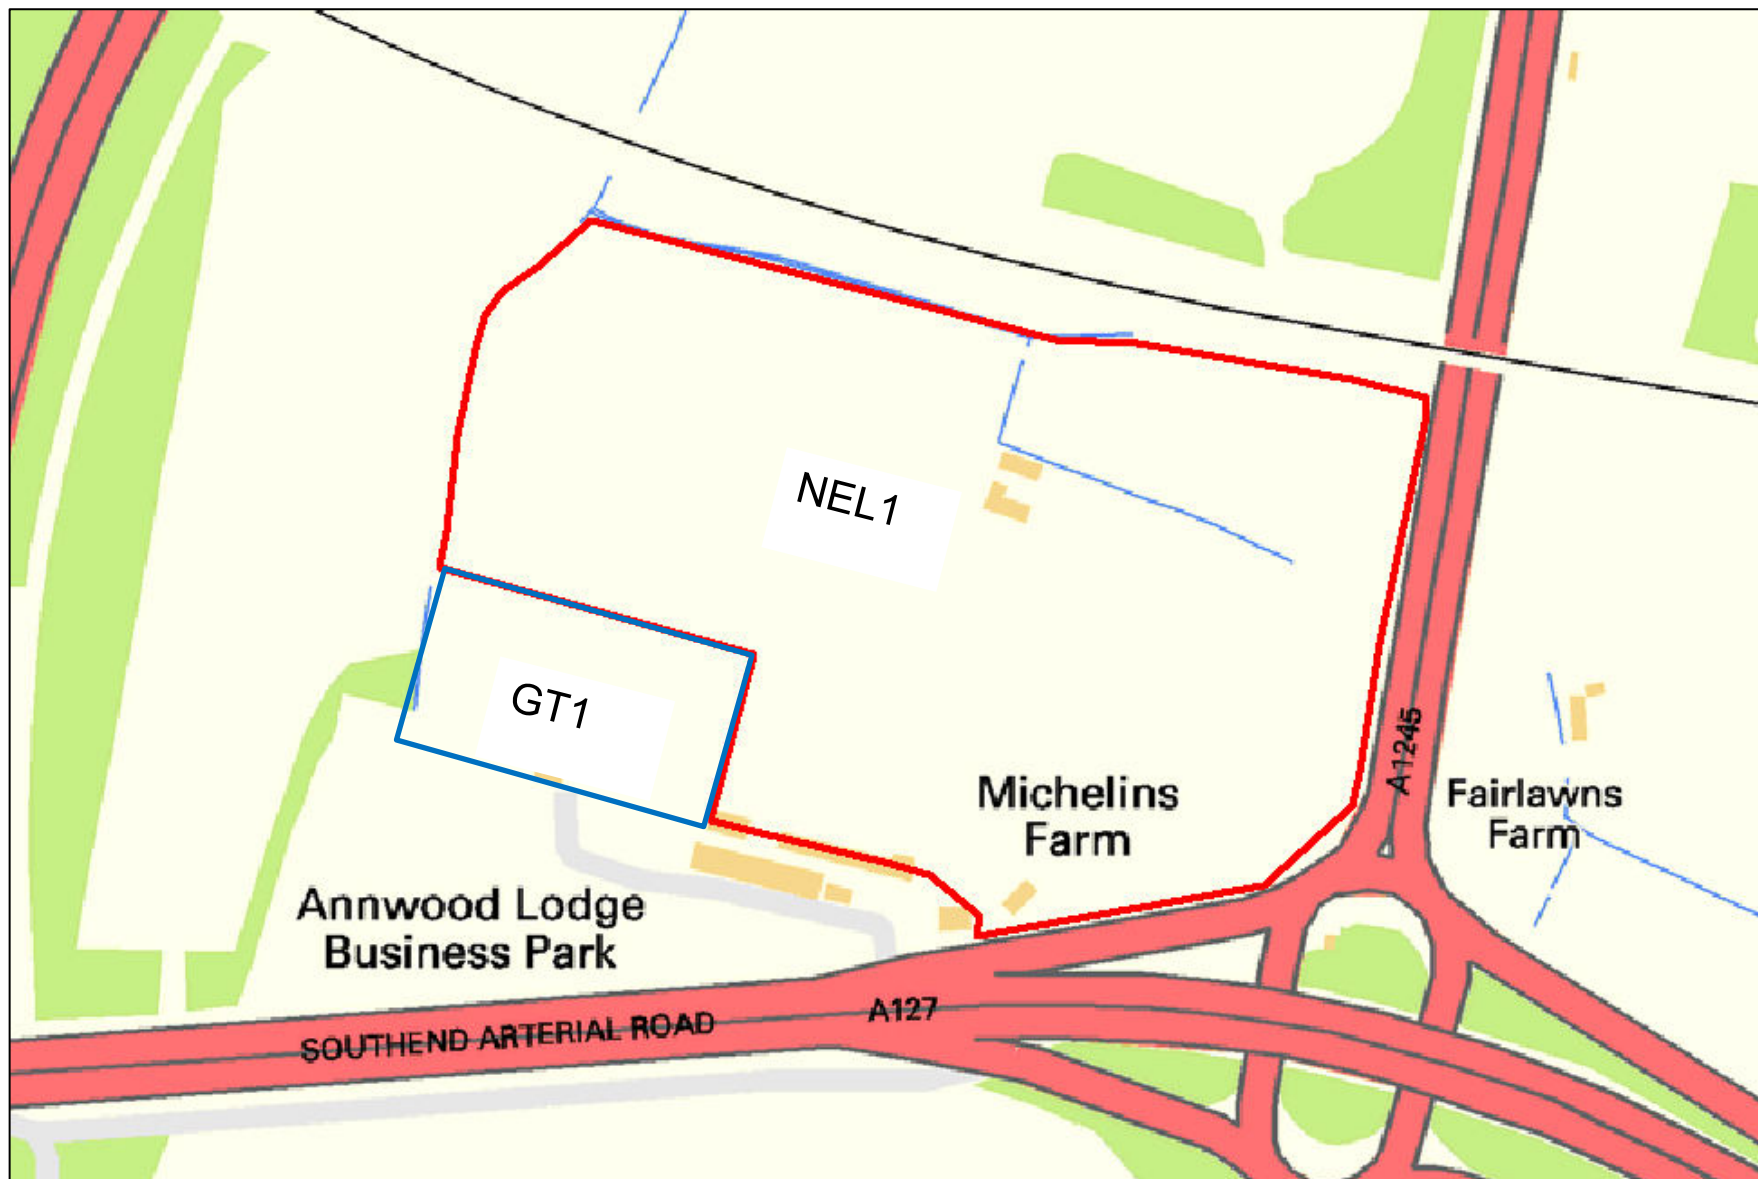 NEL1
GT1
A1245
Michelins
Farm
Fairlawns
Farm
Annwood Lodge
Business Park
A127
SOUTHEND ARTERIAL ROAD